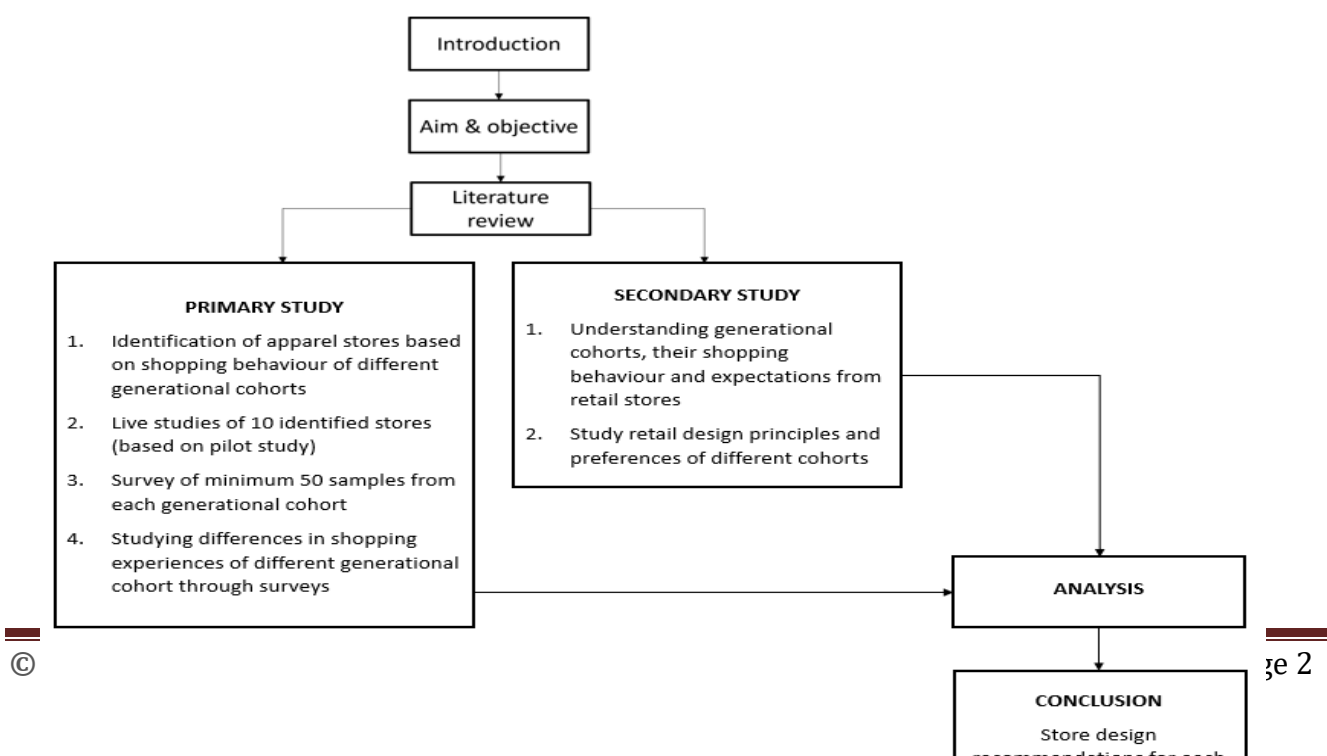 Introduction
Aim & objective
Literature
review
PRIMARY STUDY
1. Identification of apparel stores based
on shopping behaviour of different
generational cohorts
2. Live studies of 10 identified stores
(based on pilot study)
3. Survey of minimum 50 samples from
each generational cohort
4. Studying differences in shopping
experiences of different generational
cohort through surveys
SECONDARY STUDY
1. Understanding generational
cohorts, their shopping
behaviour and expectations from
retail stores
2. Study retail design principles and
preferences of different cohorts
ANALYSIS
CONCLUSION
Store design
recommendations for each
©
ge 2